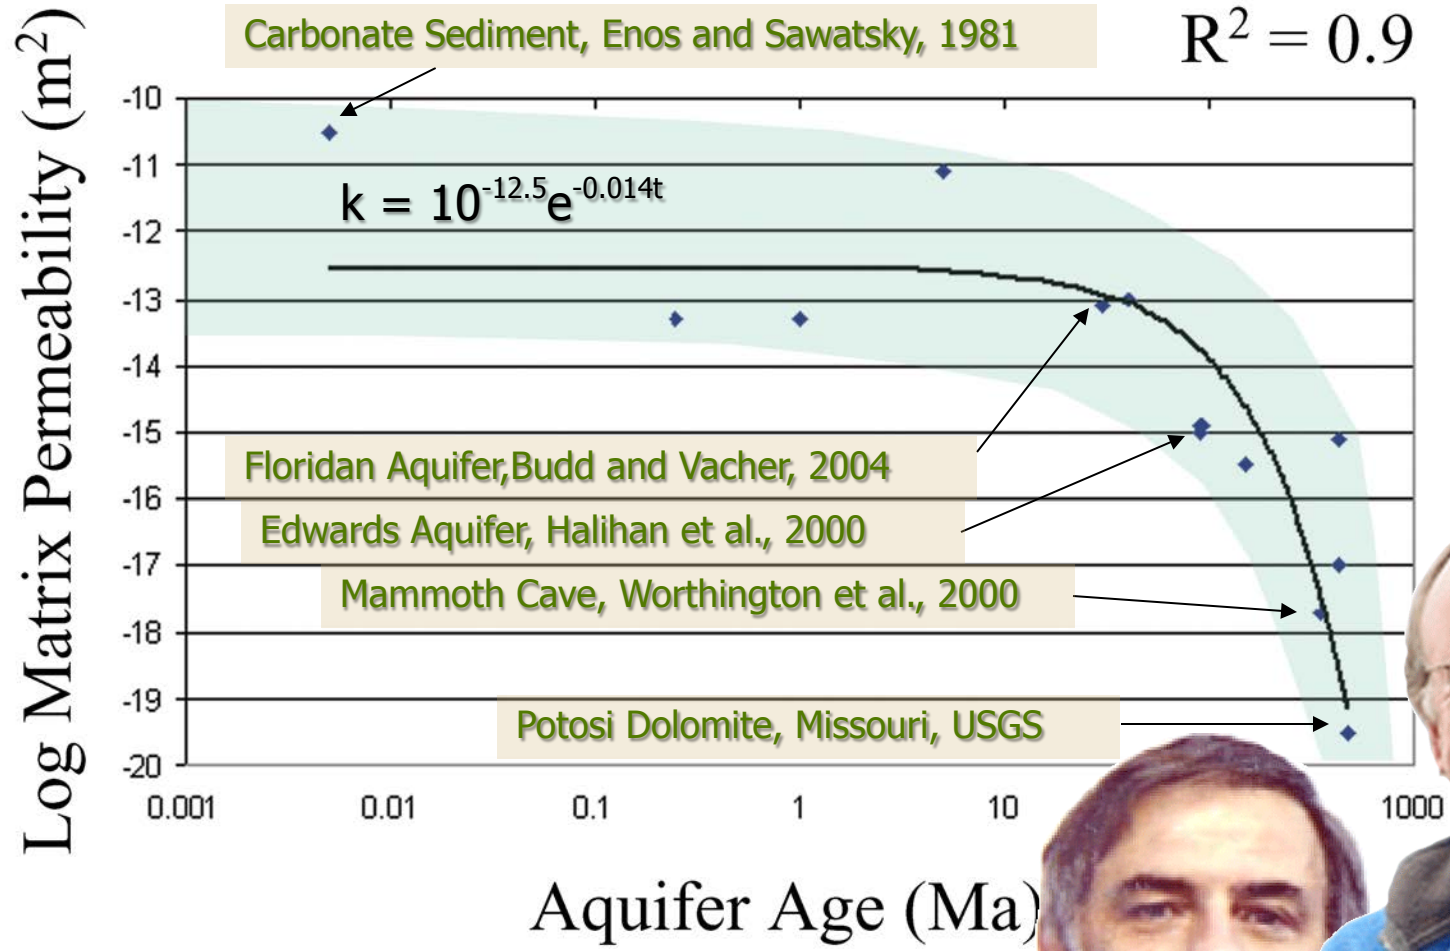 Carbonate Sediment, Enos and Sawatsky, 1981
R² = 0.9
Log Matrix Permeability (m²)
-10
-11
k = 10^-12.5 e^-0.014t
-12
-13
-14
-15
Floridan Aquifer,Budd and Vacher, 2004
-16
Edwards Aquifer, Halihan et al., 2000
-17
Mammoth Cave, Worthington et al., 2000
-18
-19
Potosi Dolomite, Missouri, USGS
-20
0.001 0.01 0.1 1 10 1000
Aquifer Age (Ma)